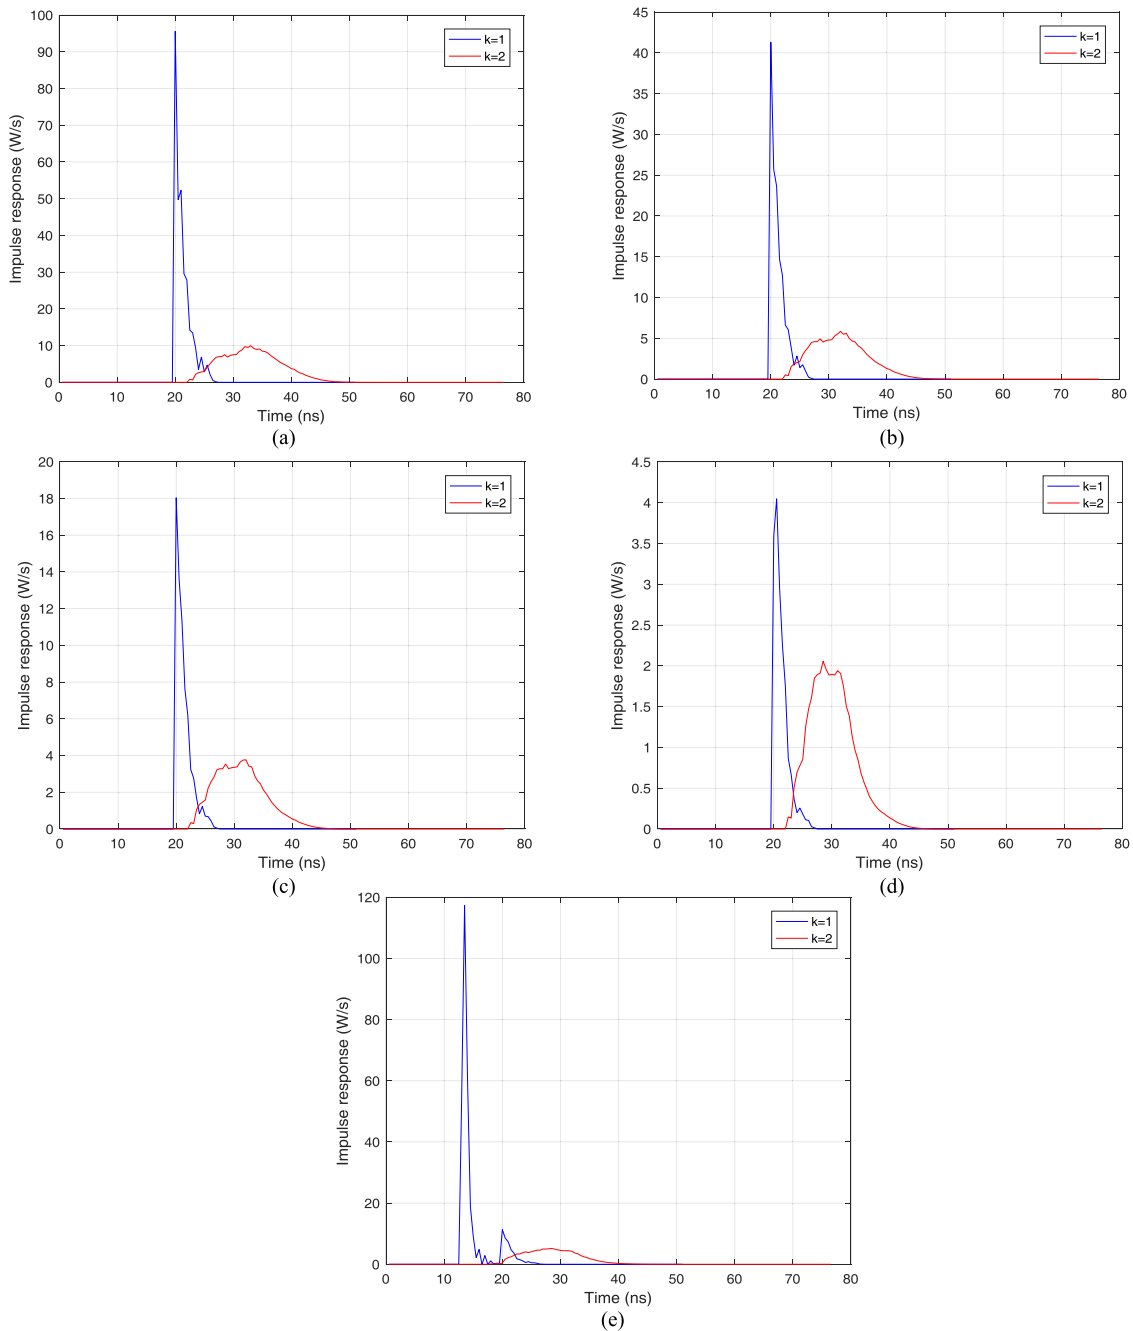 100
90
80
70
60
50
40
30
20
10
0
Impulse response (W/s)
k=1
k=2
0 10 20 30 40 50 60 70 80
Time (ns)
(a)
45
40
35
30
25
20
15
10
5
0
Impulse response (W/s)
k=1
k=2
0 10 20 30 40 50 60 70 80
Time (ns)
(b)
20
18
16
14
12
10
8
6
4
2
0
Impulse response (W/s)
k=1
k=2
0 10 20 30 40 50 60 70 80
Time (ns)
(c)
4.5
4
3.5
3
2.5
2
1.5
1
0.5
0
Impulse response (W/s)
k=1
k=2
0 10 20 30 40 50 60 70 80
Time (ns)
(d)
120
100
80
60
40
20
0
Impulse response (W/s)
k=1
k=2
0 10 20 30 40 50 60 70 80
Time (ns)
(e)